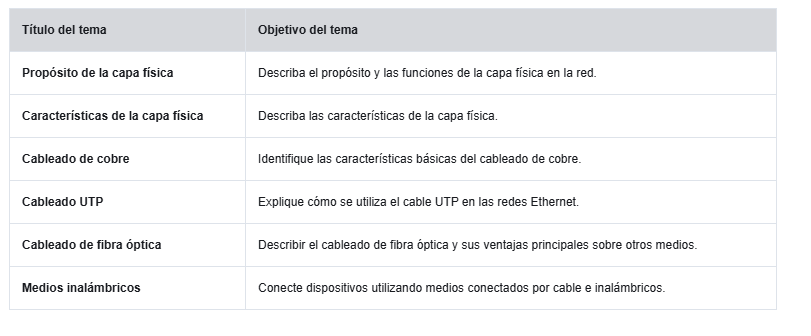 Título del tema	Objetivo del tema
Propósito de la capa física	Describa el propósito y las funciones de la capa física en la red.
Características de la capa física	Describa las características de la capa física.
Cableado de cobre	Identifique las características básicas del cableado de cobre.
Cableado UTP	Explique cómo se utiliza el cable UTP en las redes Ethernet.
Cableado de fibra óptica	Describir el cableado de fibra óptica y sus ventajas principales sobre otros medios.
Medios inalámbricos	Conecte dispositivos utilizando medios conectados por cable e inalámbricos.